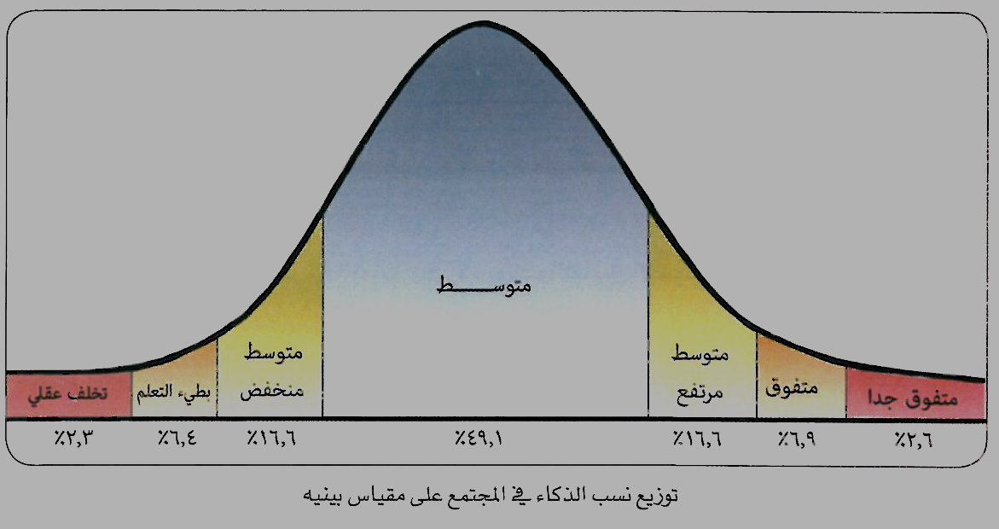 متوســـــط
متوسط
منخفض
متوسط
مرتفع
تخلف عقلي
بطيء التعلم
متفوق
متفوق جدا
٪٢,٣
٪٦,٤
٪١٦,٦
٪٤٩,١
٪١٦,٦
٪٦,٩
٪٢,٦
توزيع نسب الذكاء في المجتمع على مقياس بينيه